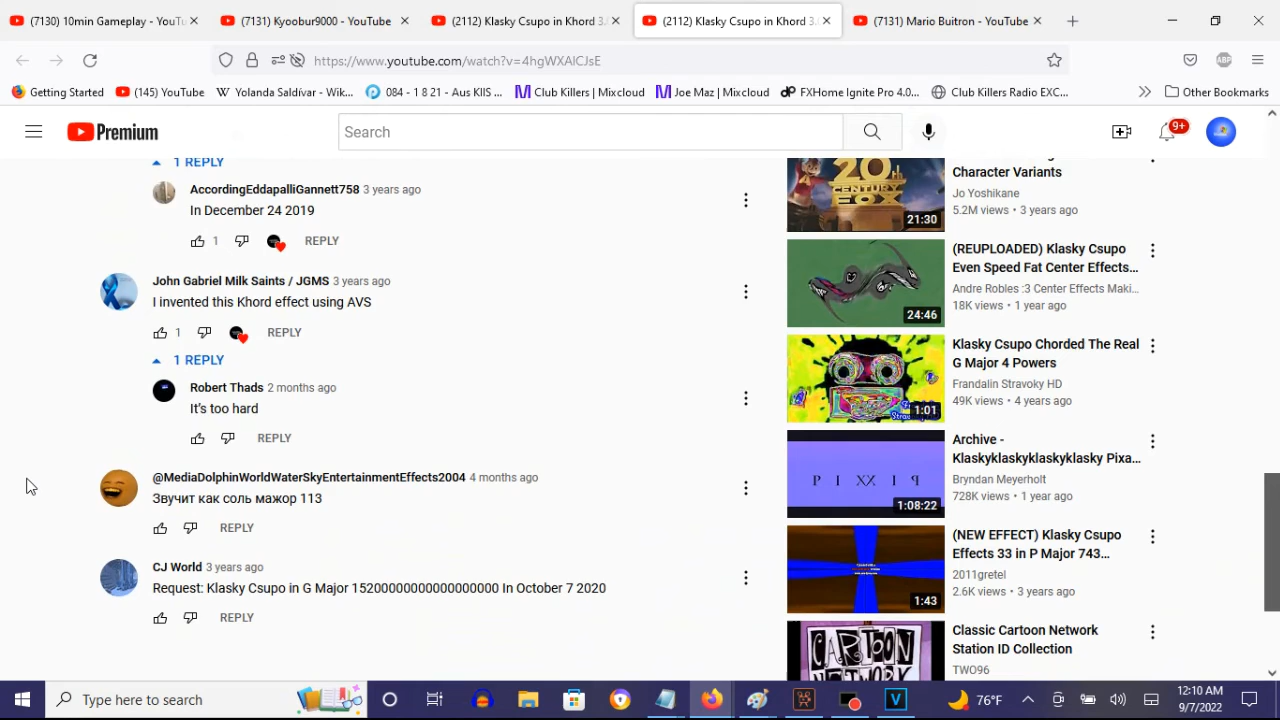 (7130) 10min Gameplay - YouTu
(7131) Kyoobur9000 - YouTube
(2112) Klasky Csupo in Khord 3.
(2112) Klasky Csupo in Khord 3.
(7131) Mario Buitron - YouTube
https://www.youtube.com/watch?v=4hgWXAlCJsE
ABP
Getting Started
(145) YouTube
Yolanda Saldívar - Wik...
084 - 1 8 21 - Aus KIIS ...
Club Killers | Mixcloud
Joe Maz | Mixcloud
FXHome Ignite Pro 4.0...
Club Killers Radio EXC...
Other Bookmarks
Premium
Search
9+
1 REPLY
AccordingEddapalliGannett758 3 years ago
In December 24 2019
1 REPLY
John Gabriel Milk Saints / JGMS 3 years ago
I invented this Khord effect using AVS
1 REPLY
1 REPLY
Robert Thads 2 months ago
It's too hard
REPLY
@MediaDolphinWorldWaterSkyEntertainmentEffects2004 4 months ago
Звучит как соль мажор 113
REPLY
CJ World 3 years ago
Request: Klasky Csupo in G Major 15200000000000000000 In October 7 2020
REPLY
20
CENTURY
FOX
21:30
Character Variants
Jo Yoshikane
5.2M views • 3 years ago
24:46
(REUPLOADED) Klasky Csupo
Even Speed Fat Center Effects...
Andre Robles :3 Center Effects Maki...
18K views • 1 year ago
1:01
Klasky Csupo Chorded The Real
G Major 4 Powers
Frandalin Stravoky HD
49K views • 4 years ago
1:08:22
Archive -
Klaskyklaskyklaskyklasky Pixa...
Bryndan Meyerholt
728K views • 1 year ago
1:43
(NEW EFFECT) Klasky Csupo
Effects 33 in P Major 743...
2011gretel
2.6K views • 3 years ago
CARTOON
NETWORK
Classic Cartoon Network
Station ID Collection
TWO96
Type here to search
76°F
12:10 AM
9/7/2022